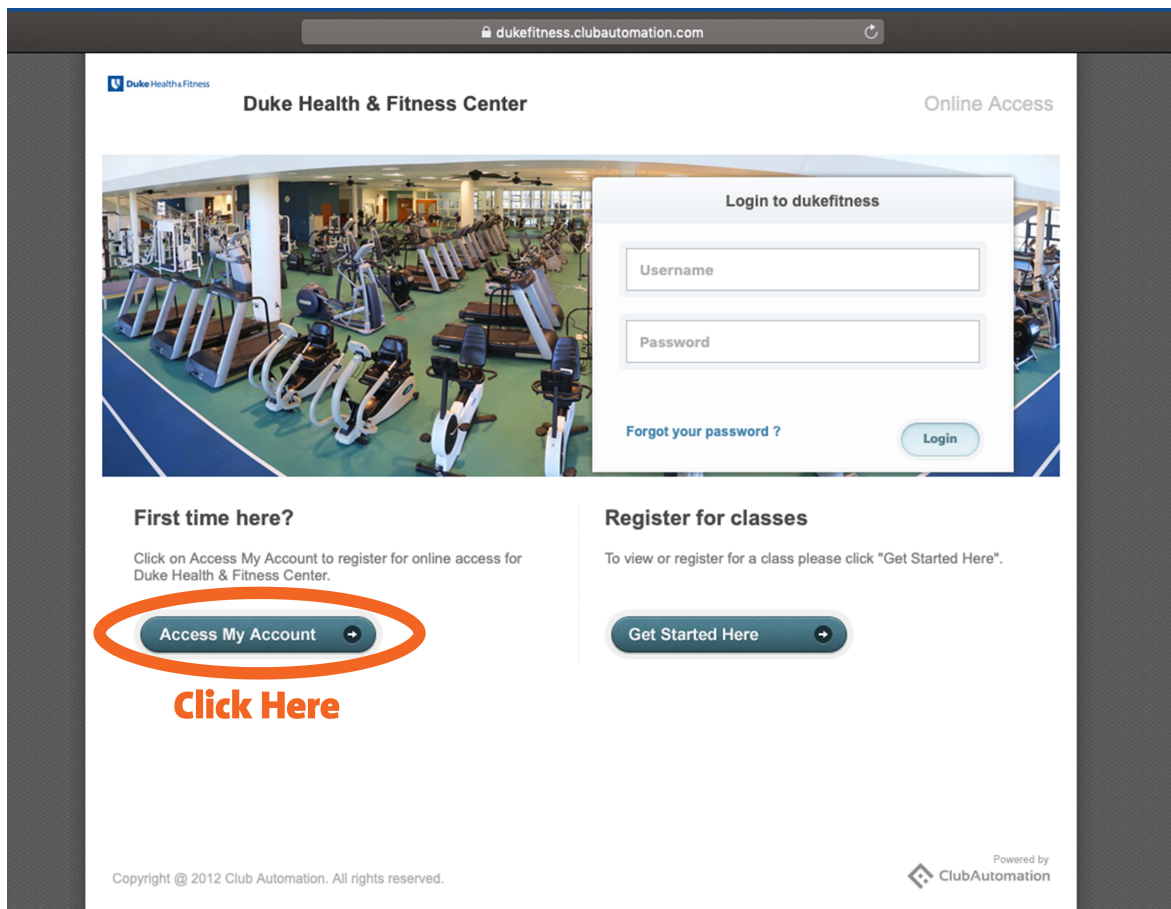 dukefitness.clubautomation.com
Duke Health & Fitness
Duke Health & Fitness Center
Online Access
Login to dukefitness
Username
Password
Forgot your password ?
Login
First time here?
Click on Access My Account to register for online access for
Duke Health & Fitness Center.
Access My Account
Click Here
Register for classes
To view or register for a class please click "Get Started Here".
Get Started Here
Copyright @ 2012 Club Automation. All rights reserved.
Powered by
ClubAutomation